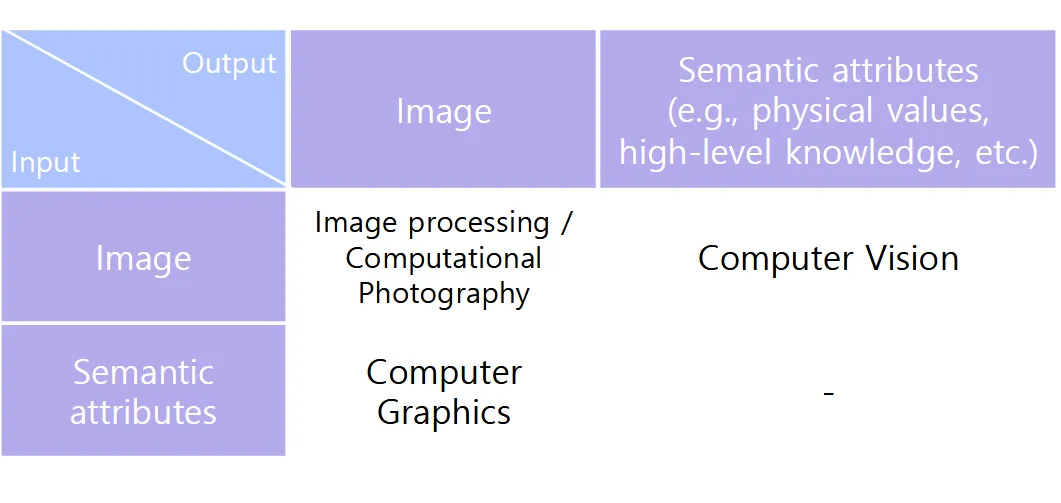 Output
Input
Image
Semantic attributes
(e.g., physical values,
high-level knowledge, etc.)
Image
Image processing /
Computational
Photography
Computer Vision
Semantic
attributes
Computer
Graphics
-